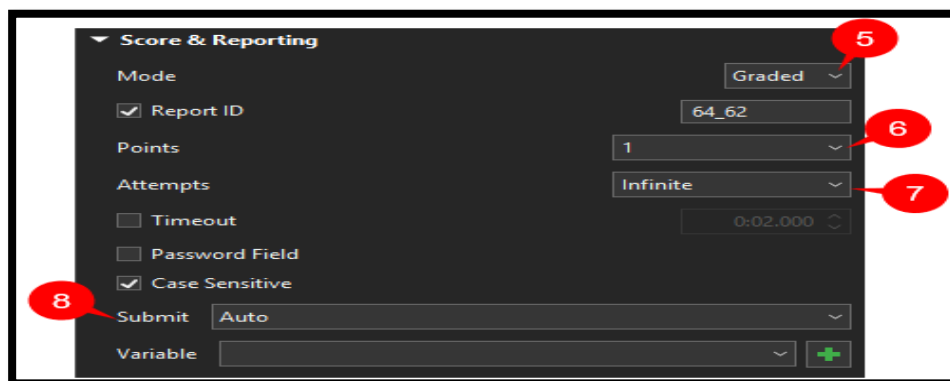 Score & Reporting
5
Mode Graded
Report ID 64_62
6
Points 1
Attempts Infinite
7
Timeout 0:02.000
Password Field
Case Sensitive
8
Submit Auto
Variable